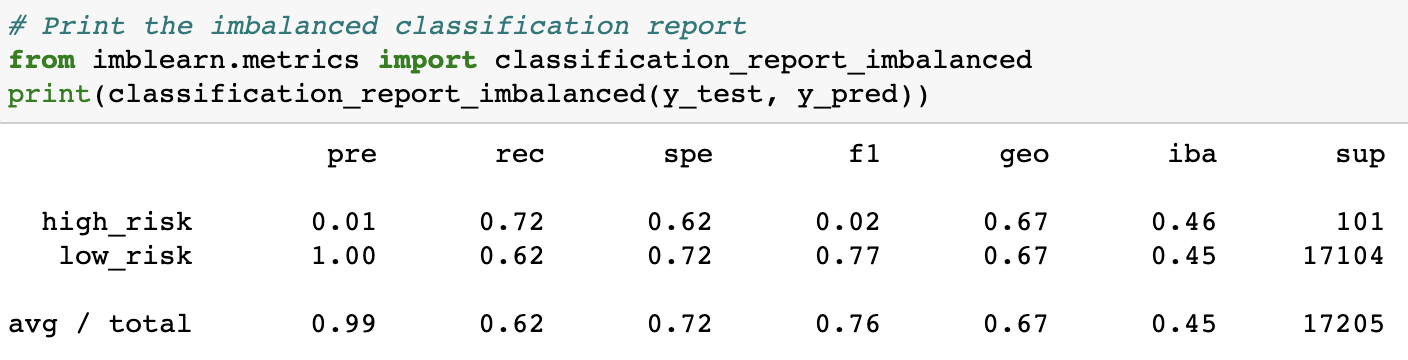 # Print the imbalanced classification report
from imblearn.metrics import classification_report_imbalanced
print(classification_report_imbalanced(y_test, y_pred))
pre rec spe f1 geo iba sup
high_risk 0.01 0.72 0.62 0.02 0.67 0.46 101
low_risk 1.00 0.62 0.72 0.77 0.67 0.45 17104
avg / total 0.99 0.62 0.72 0.76 0.67 0.45 17205